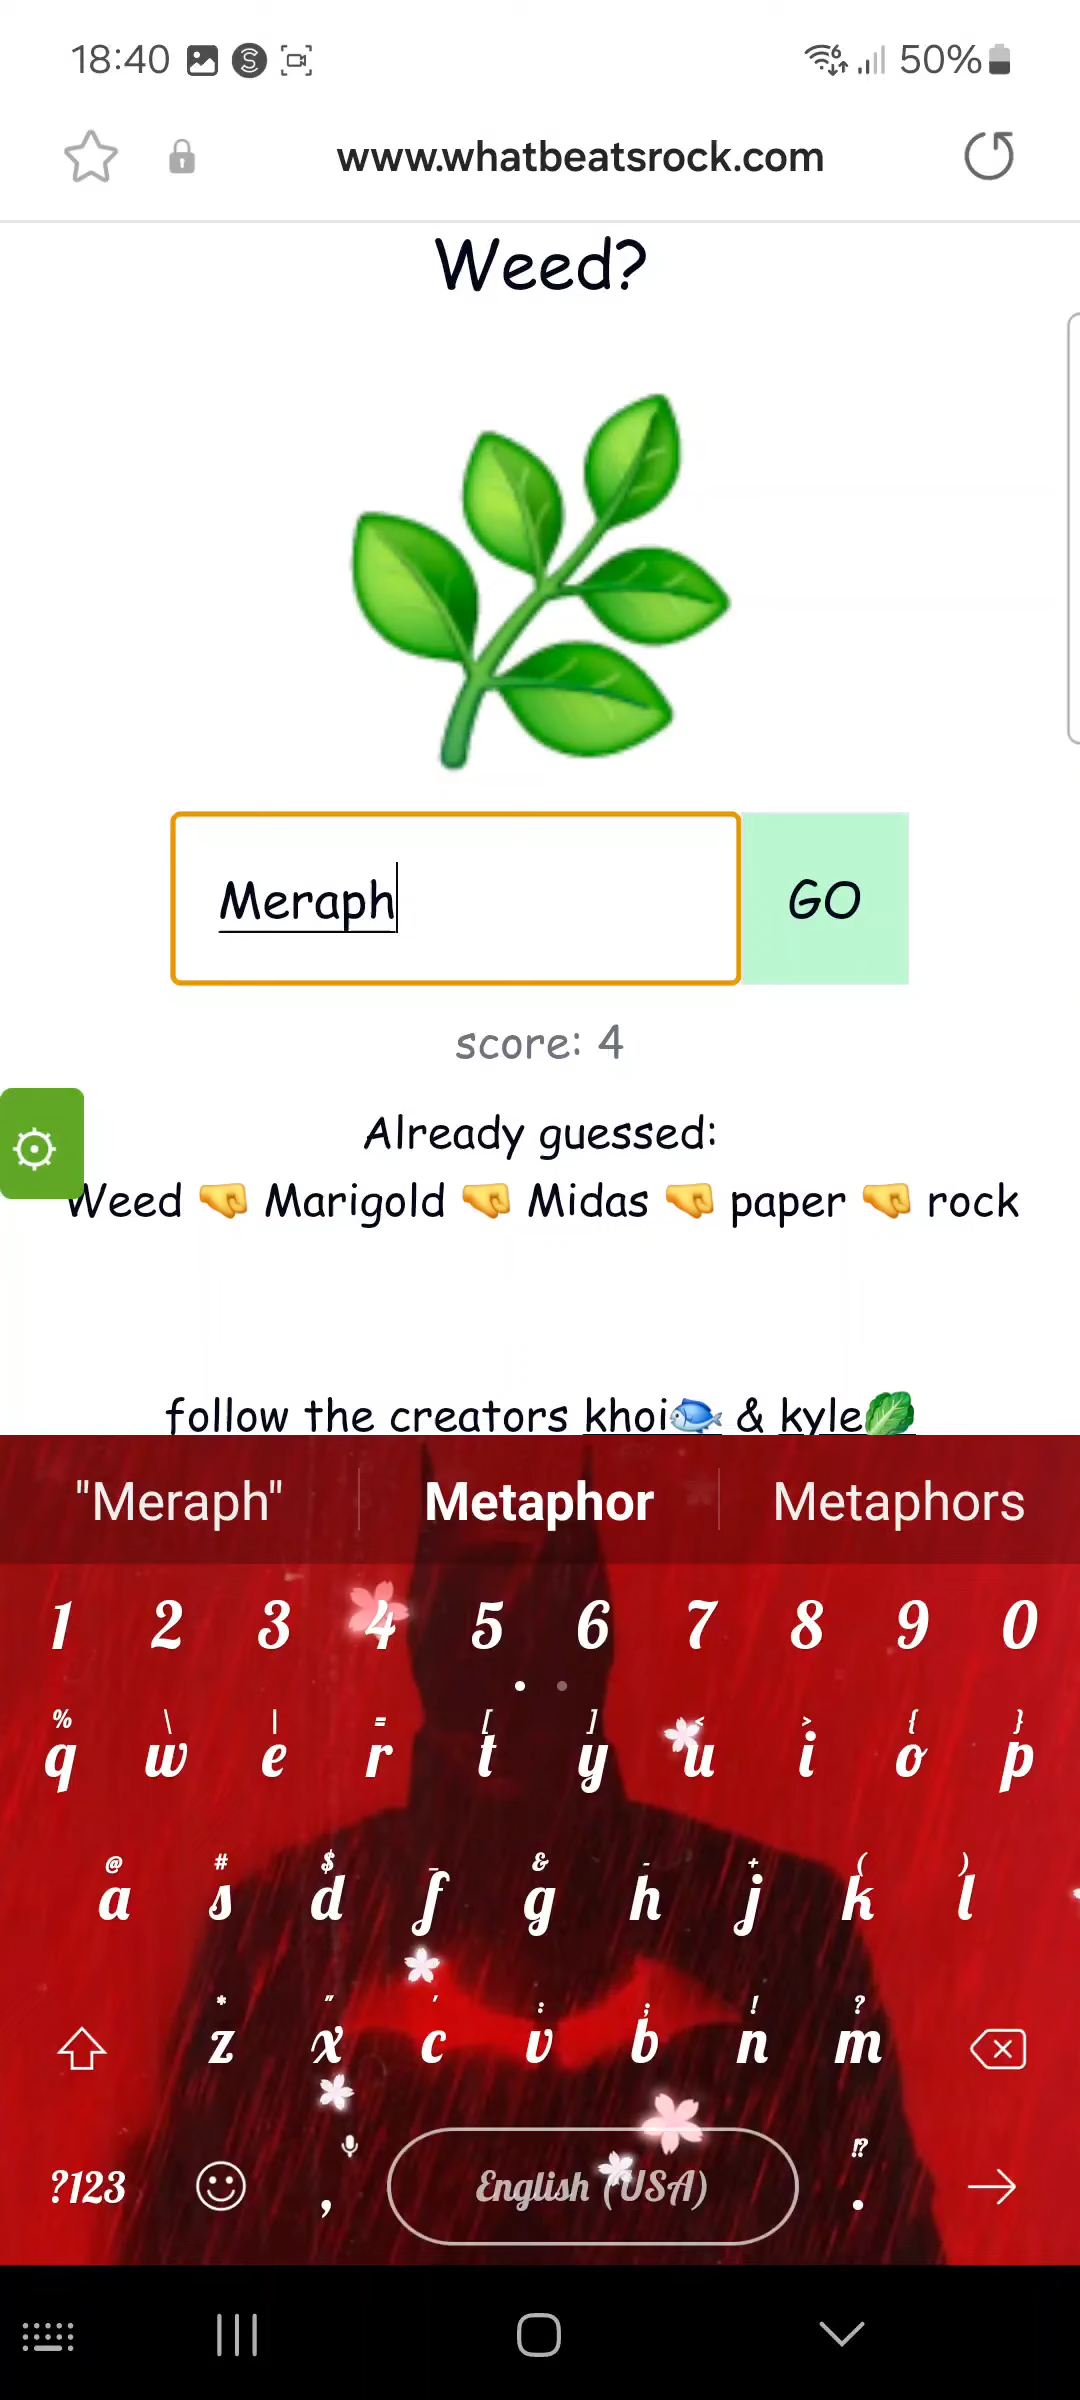 18:40 50%
www.whatbeatsrock.com
Weed?
Meraph GO
score: 4
Already guessed:
Weed 🤜 Marigold 🤜 Midas 🤜 paper 🤜 rock
follow the creators khoi🐟 & kyle🥬
"Meraph" Metaphor Metaphors
1 2 3 4 5 6 7 8 9 0
% \ | = [ ] < > { }
q w e r t y u i o p
@ # $ _ & - + ( )
a s d f g h j k l
* " ' : ; ! ?
z x c v b n m
!?
?123 , English (USA) .